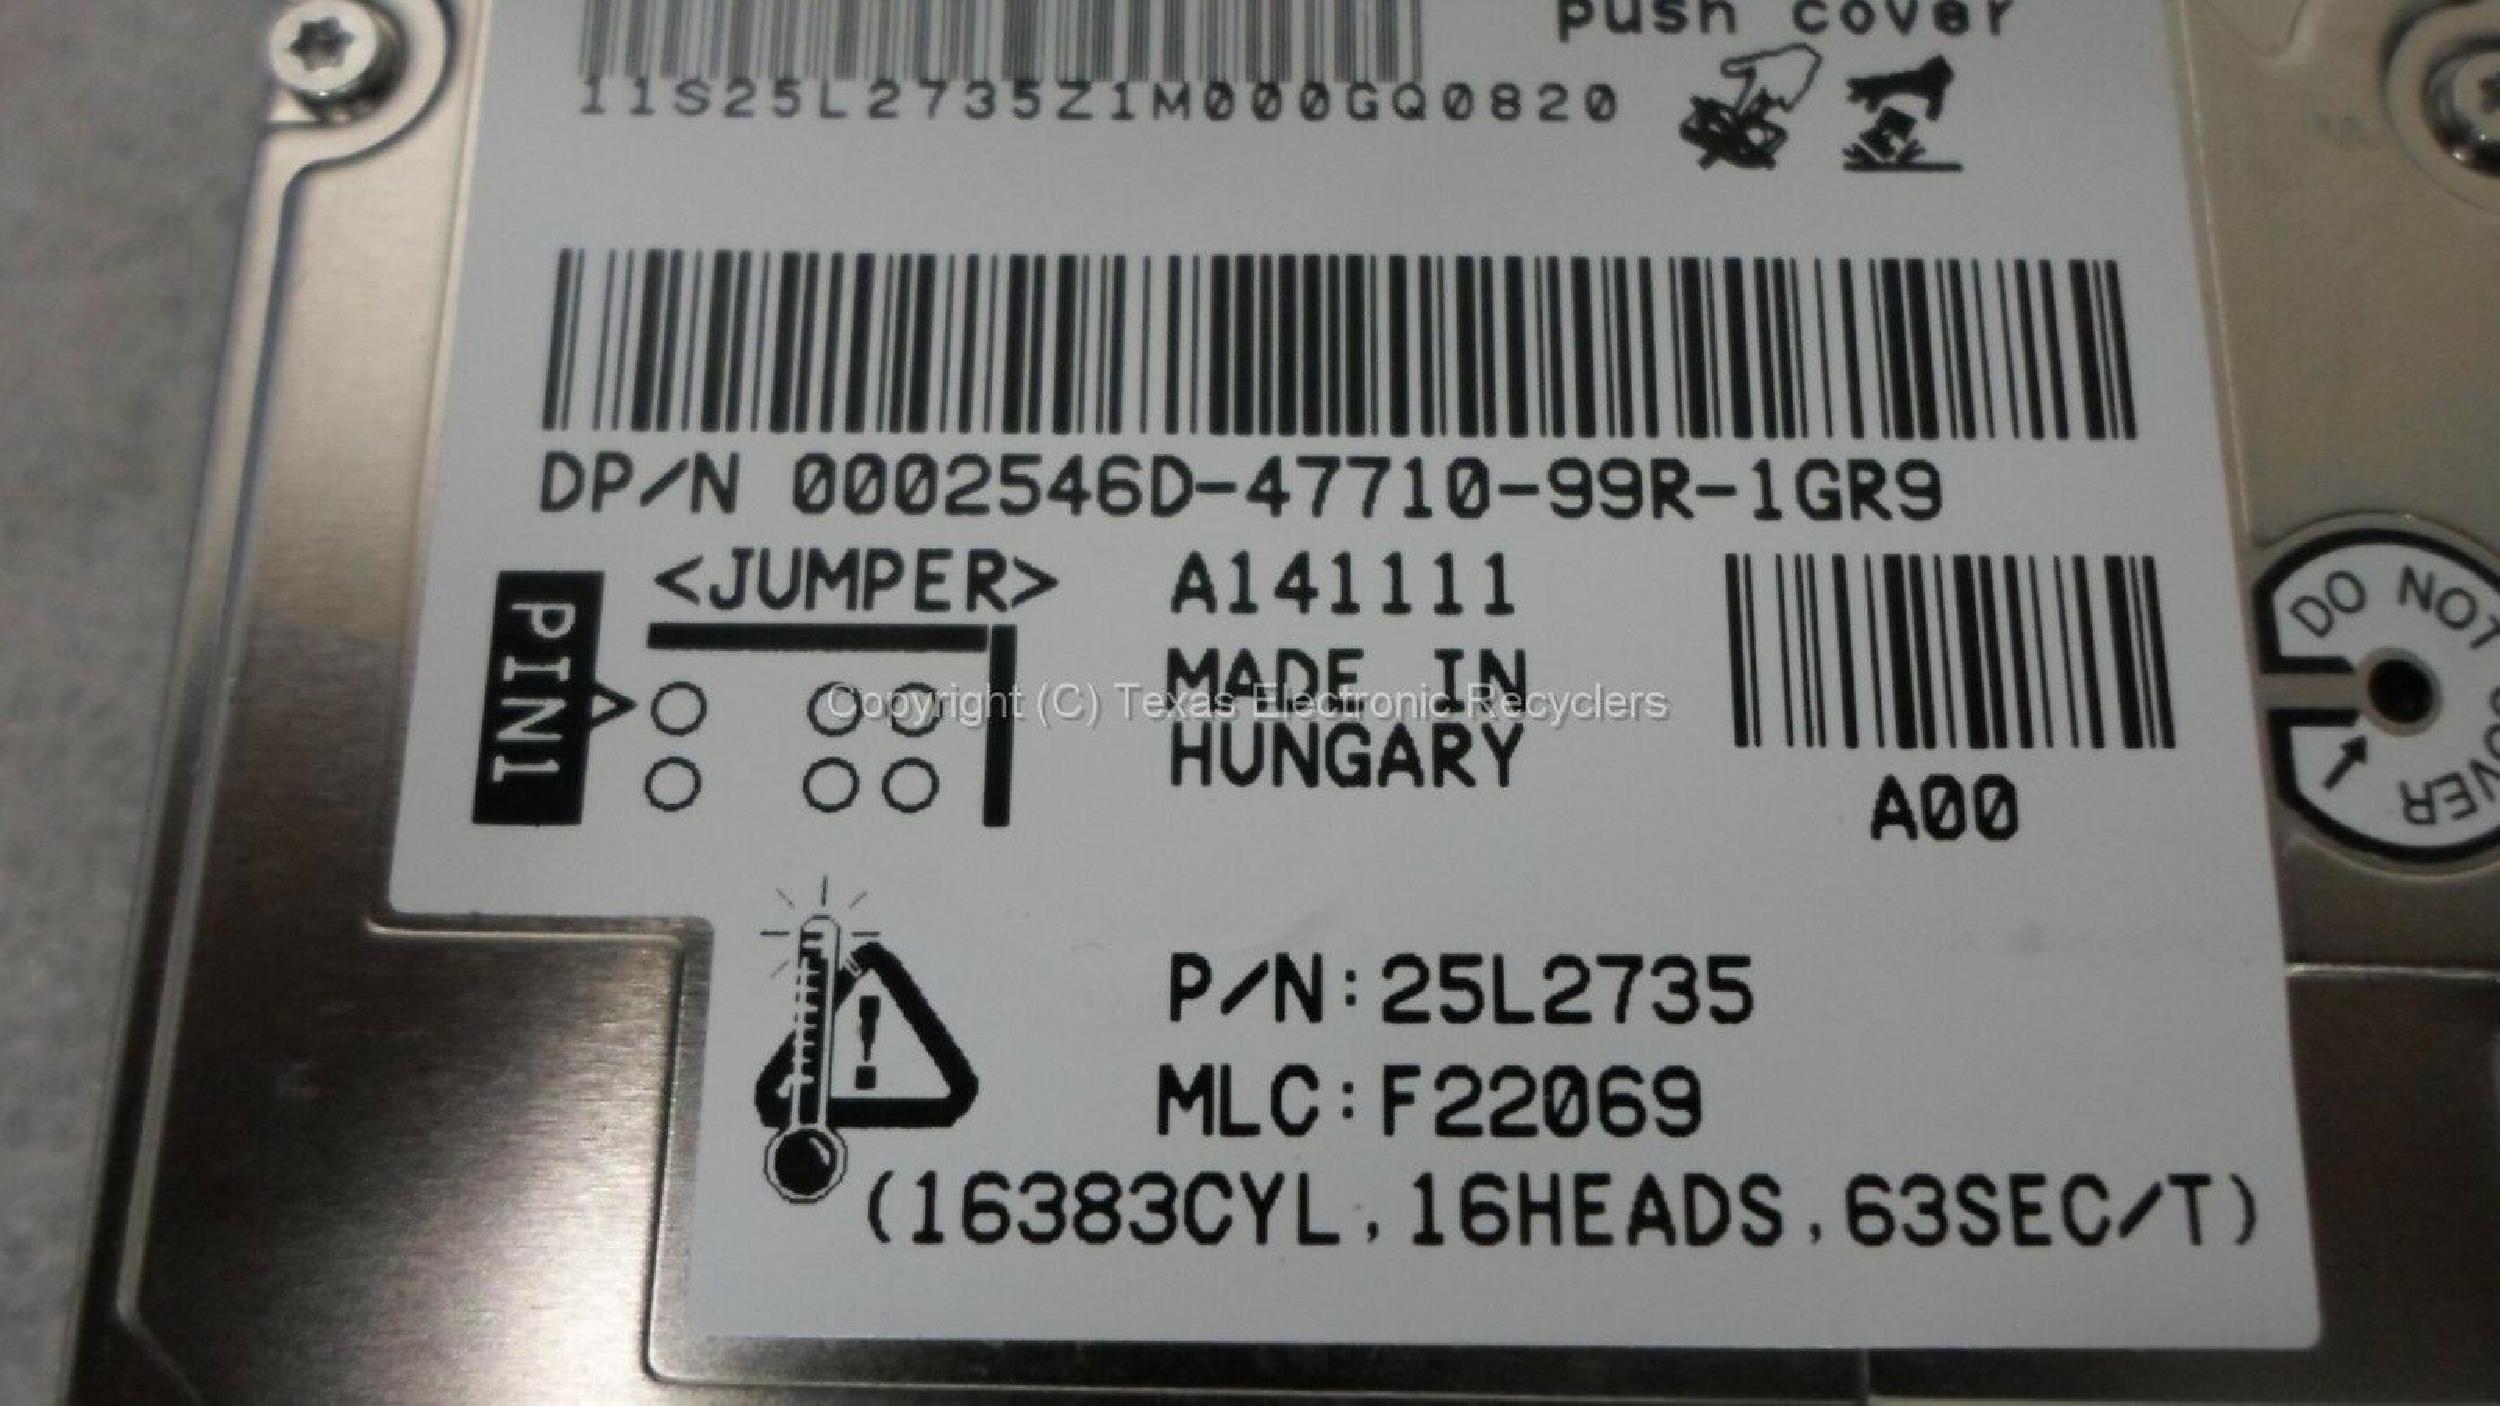 push cover
11S25L2735Z1M000GQ0820
DP/N 0002546D-47710-99R-1GR9
<JUMPER>
A141111
PIN1
MADE IN
HUNGARY
Copyright (C) Texas Electronic Recyclers
A00
DO NOT COVER
P/N:25L2735
MLC:F22069
(16383CYL,16HEADS,63SEC/T)